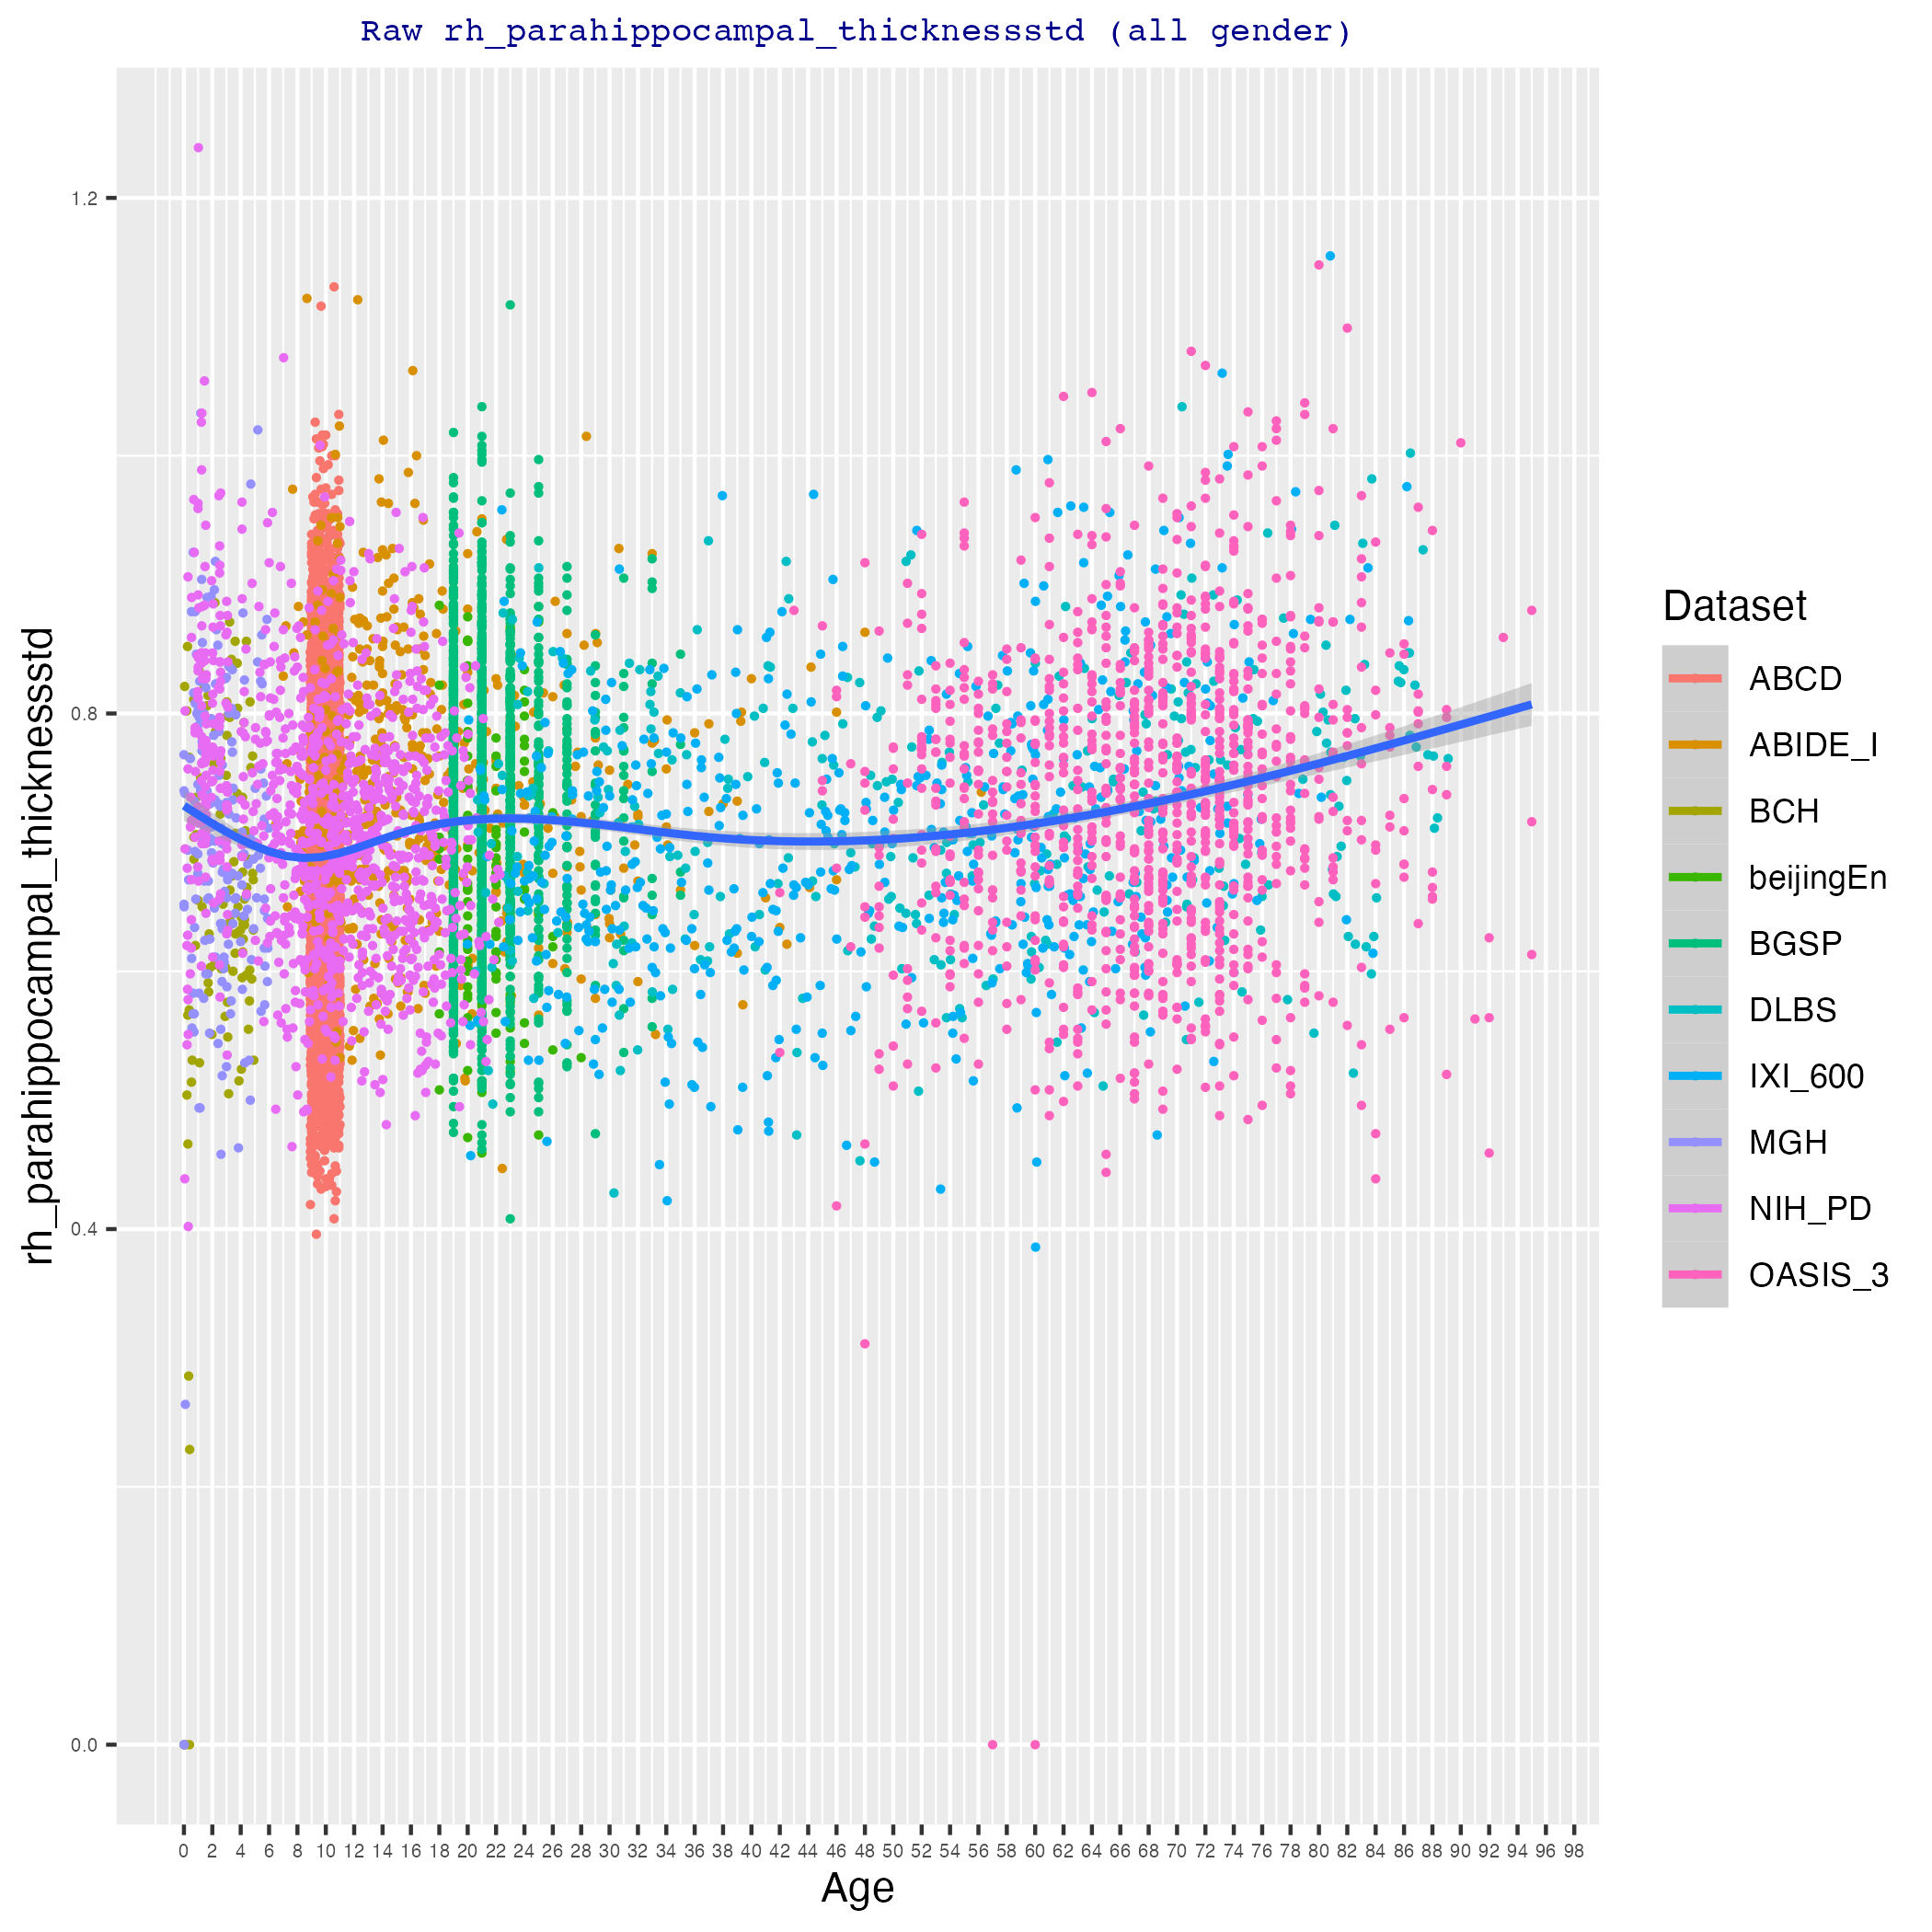 Raw rh_parahippocampal_thicknessstd (all gender)
rh_parahippocampal_thicknessstd
1.2
0.8
0.4
0.0
0 2 4 6 8 10 12 14 16 18 20 22 24 26 28 30 32 34 36 38 40 42 44 46 48 50 52 54 56 58 60 62 64 66 68 70 72 74 76 78 80 82 84 86 88 90 92 94 96 98
Age
Dataset
ABCD
ABIDE_I
BCH
beijingEn
BGSP
DLBS
IXI_600
MGH
NIH_PD
OASIS_3